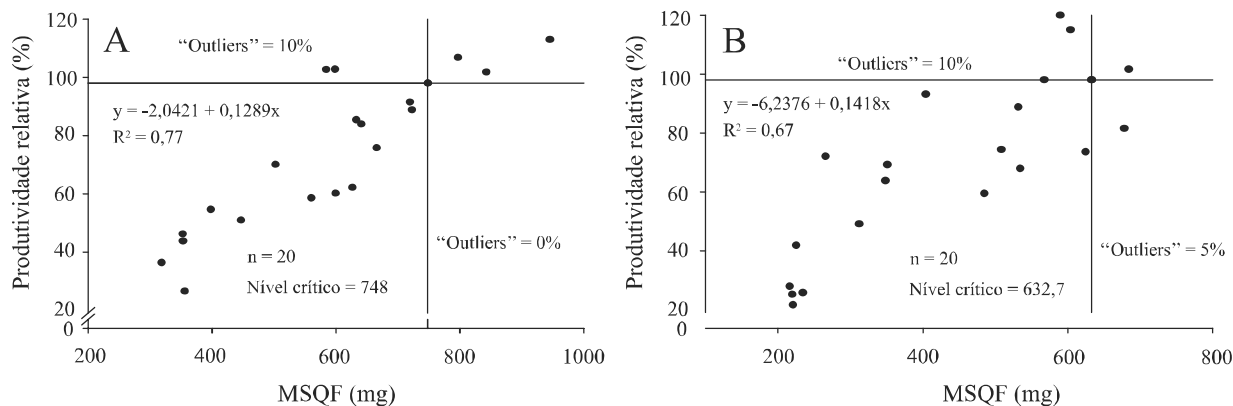 A
Produtividade relativa (%)
120
100
80
60
40
20
0
“Outliers” = 10%
y = -2,0421 + 0,1289x
R² = 0,77
“Outliers” = 0%
n = 20
Nível crítico = 748
200
400
600
800
1000
MSQF (mg)
B
Produtividade relativa (%)
120
100
80
60
40
20
0
“Outliers” = 10%
y = -6,2376 + 0,1418x
R² = 0,67
“Outliers” = 5%
n = 20
Nível crítico = 632,7
200
400
600
800
MSQF (mg)